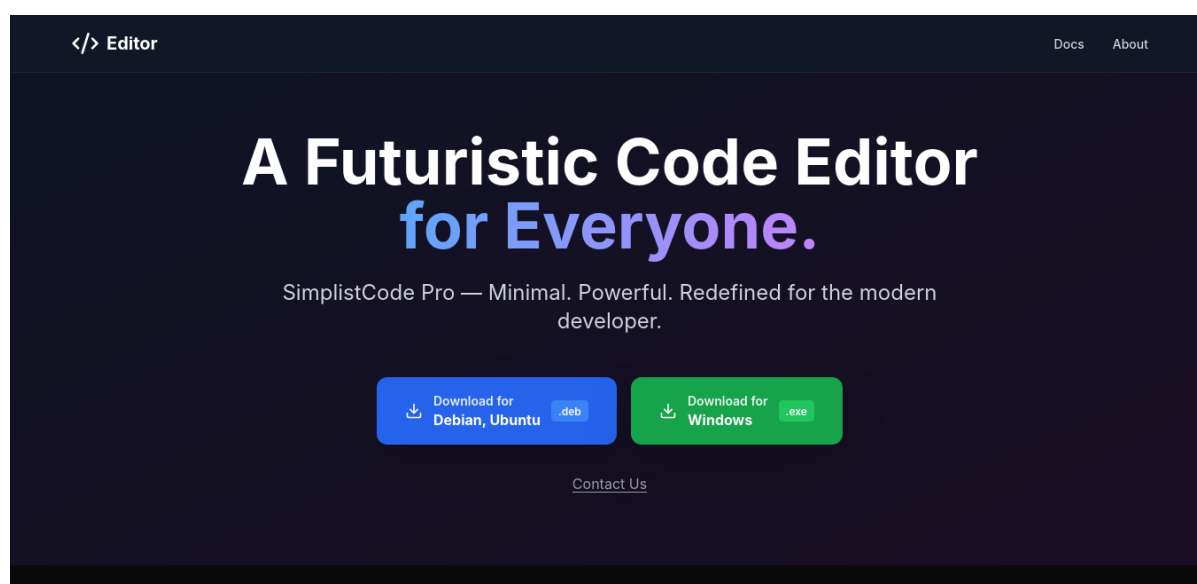 Editor
Docs
About
A Futuristic Code Editor
for Everyone.
SimplistCode Pro — Minimal. Powerful. Redefined for the modern
developer.
Download for
Debian, Ubuntu
.deb
Download for
Windows
.exe
Contact Us